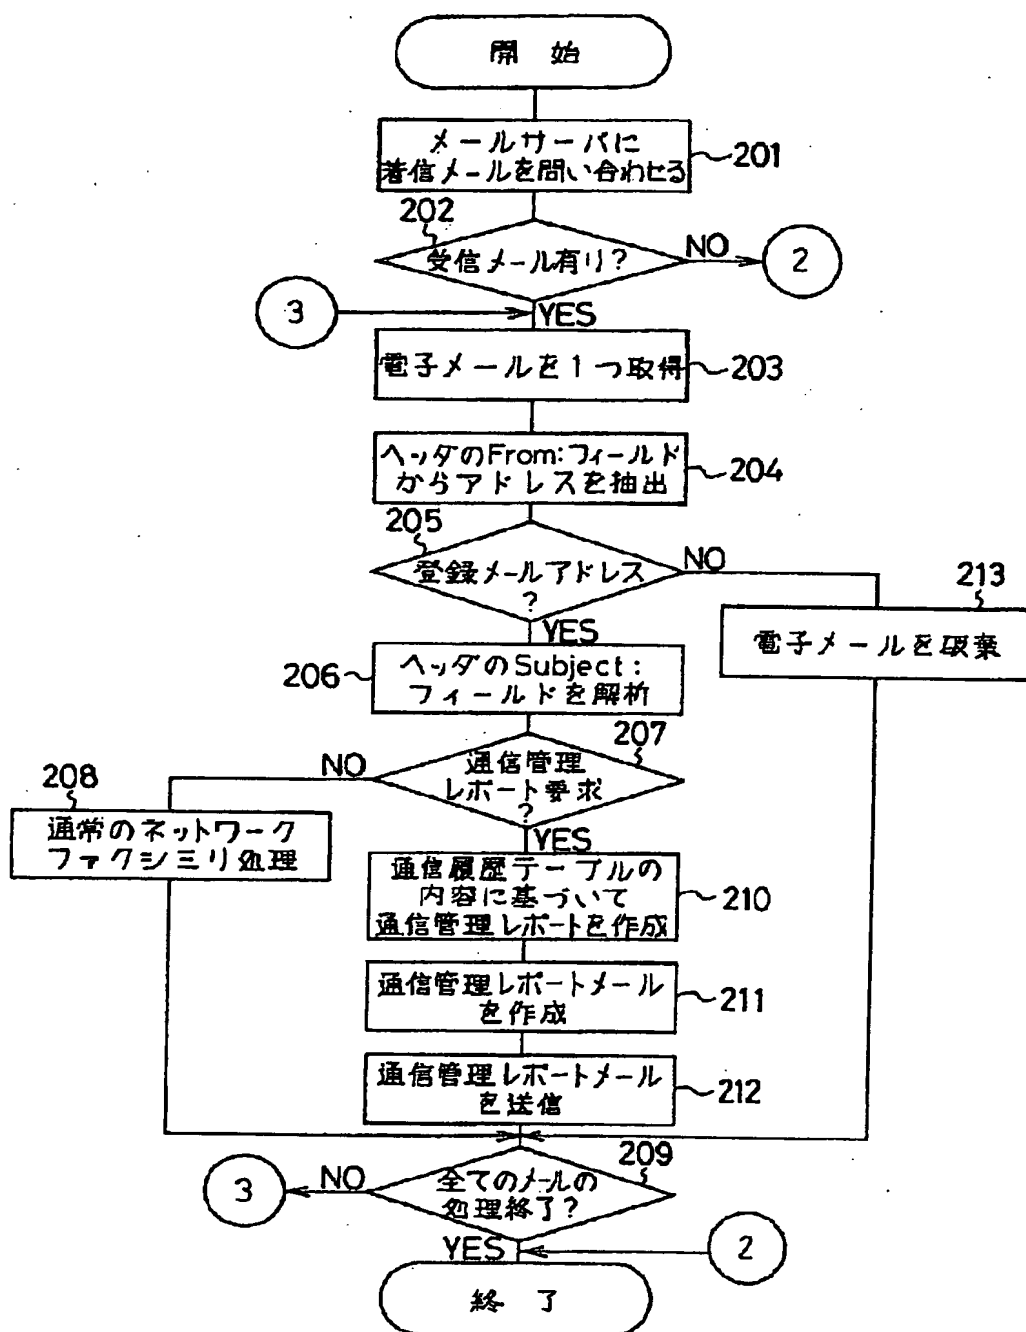 開始
メールサーバに
着信メールを問い合わせる
201
202
受信メール有り?
NO
2
3
YES
電子メールを1つ取得
203
ヘッダのFrom:フィールド
からアドレスを抽出
204
205
登録メールアドレス
?
NO
YES
213
電子メールを破棄
206
ヘッダのSubject:
フィールドを解析
207
通信管理
レポート要求
?
NO
YES
208
通常のネットワーク
ファクシミリ処理
通信履歴テーブルの
内容に基づいて
通信管理レポートを作成
210
通信管理レポートメール
を作成
211
通信管理レポートメール
を送信
212
209
全てのメールの
処理終了?
NO
3
YES
2
終了